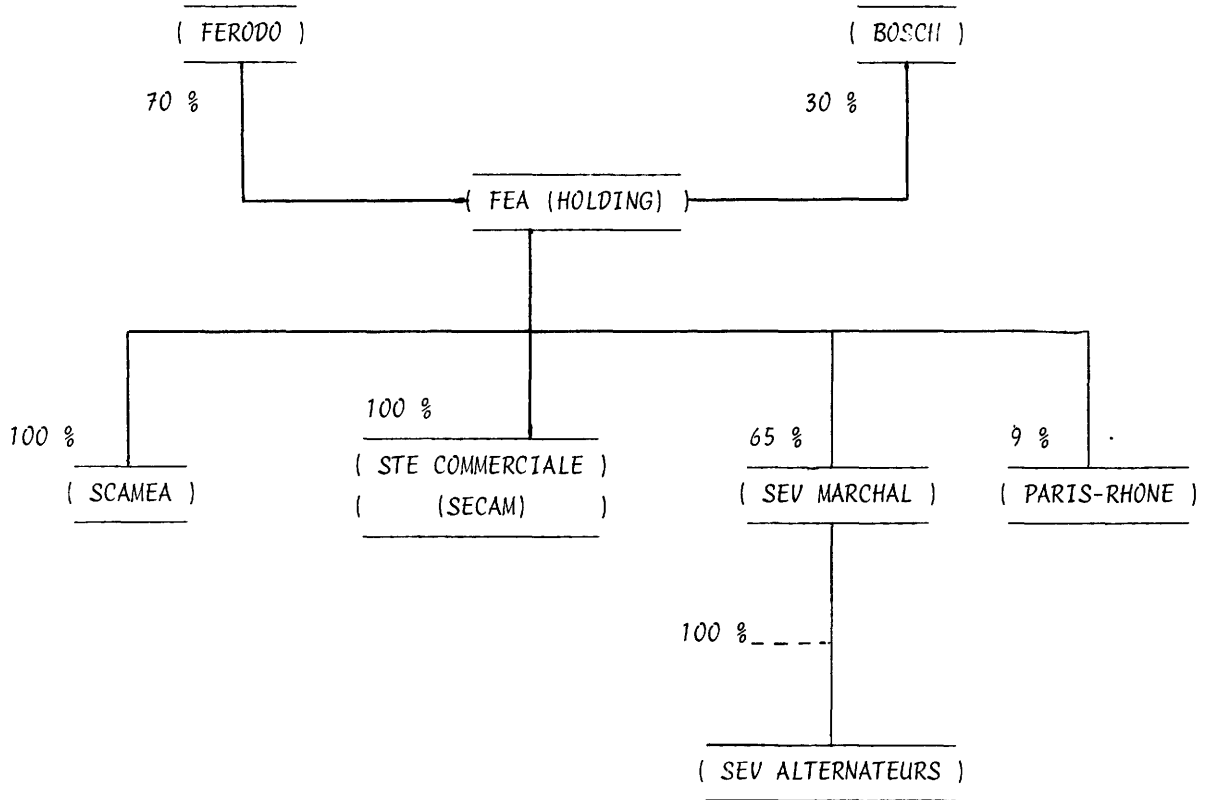 ( FERODO ) ( BOSCH )
70 % 30 %
( FEA (HOLDING) )
100 %
100 % 65 % 9 %
( STE COMMERCIALE )
( SCAMEA ) ( (SECAM) ) ( SEV MARCHAL ) ( PARIS-RHONE )
100 %
( SEV ALTERNATEURS )